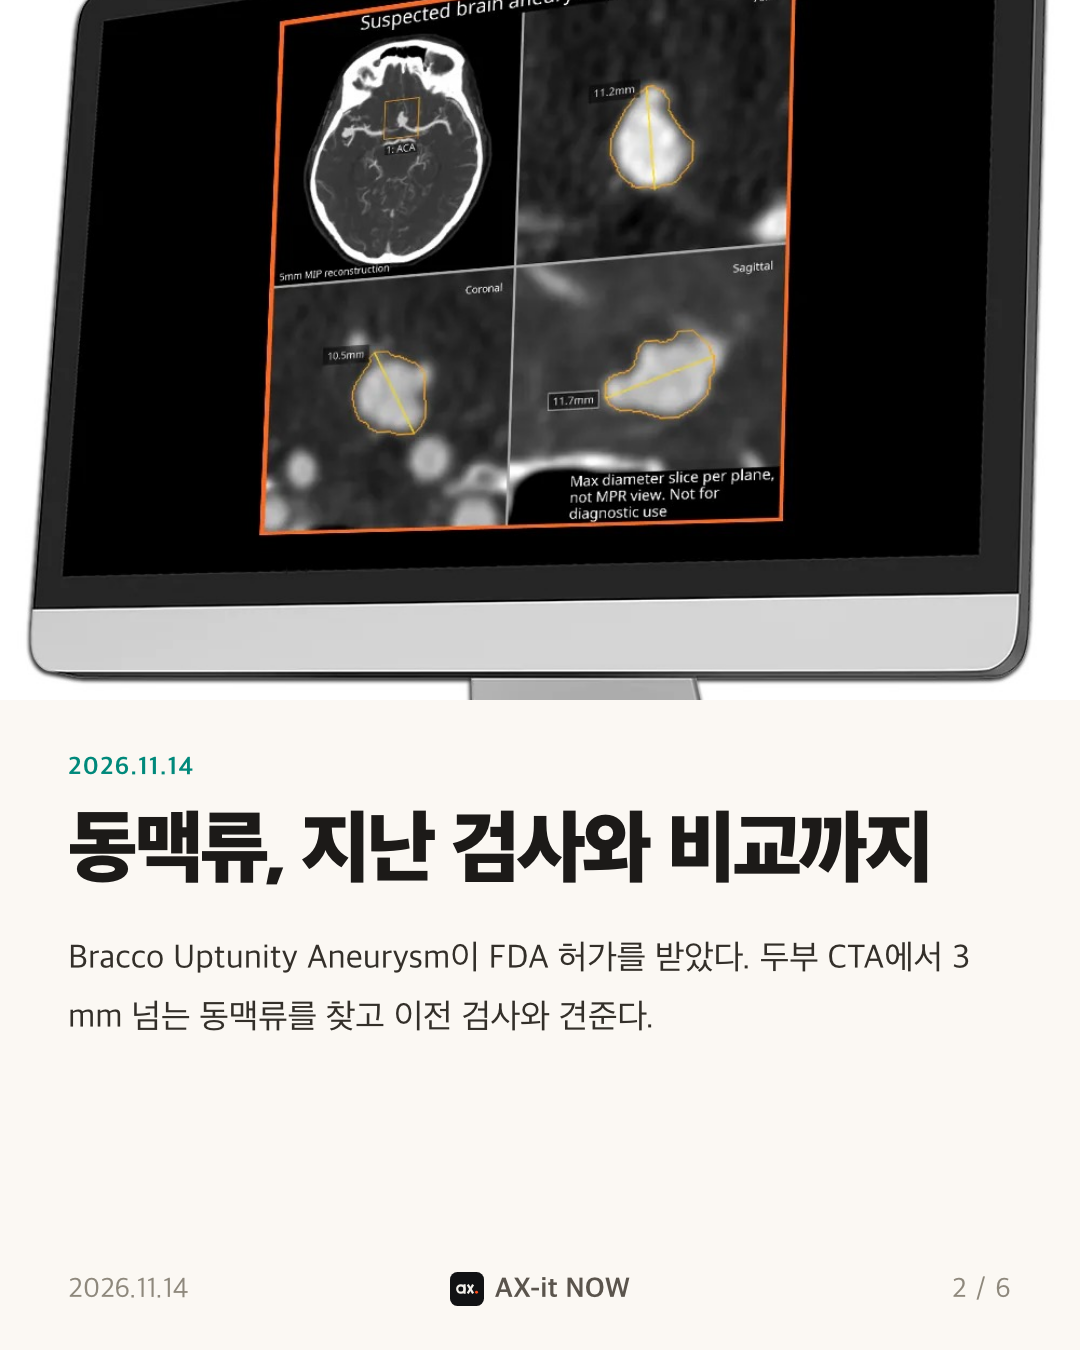 Suspected brain
11.2mm
1: ACA
5mm MIP reconstruction
Coronal
Sagittal
10.5mm
11.7mm
Max diameter slice per plane,
not MPR view. Not for
diagnostic use
2026.11.14
동맥류, 지난 검사와 비교까지
Bracco Uptunity Aneurysm이 FDA 허가를 받았다. 두부 CTA에서 3
mm 넘는 동맥류를 찾고 이전 검사와 견준다.
2026.11.14
ax.
AX-it NOW
2 / 6